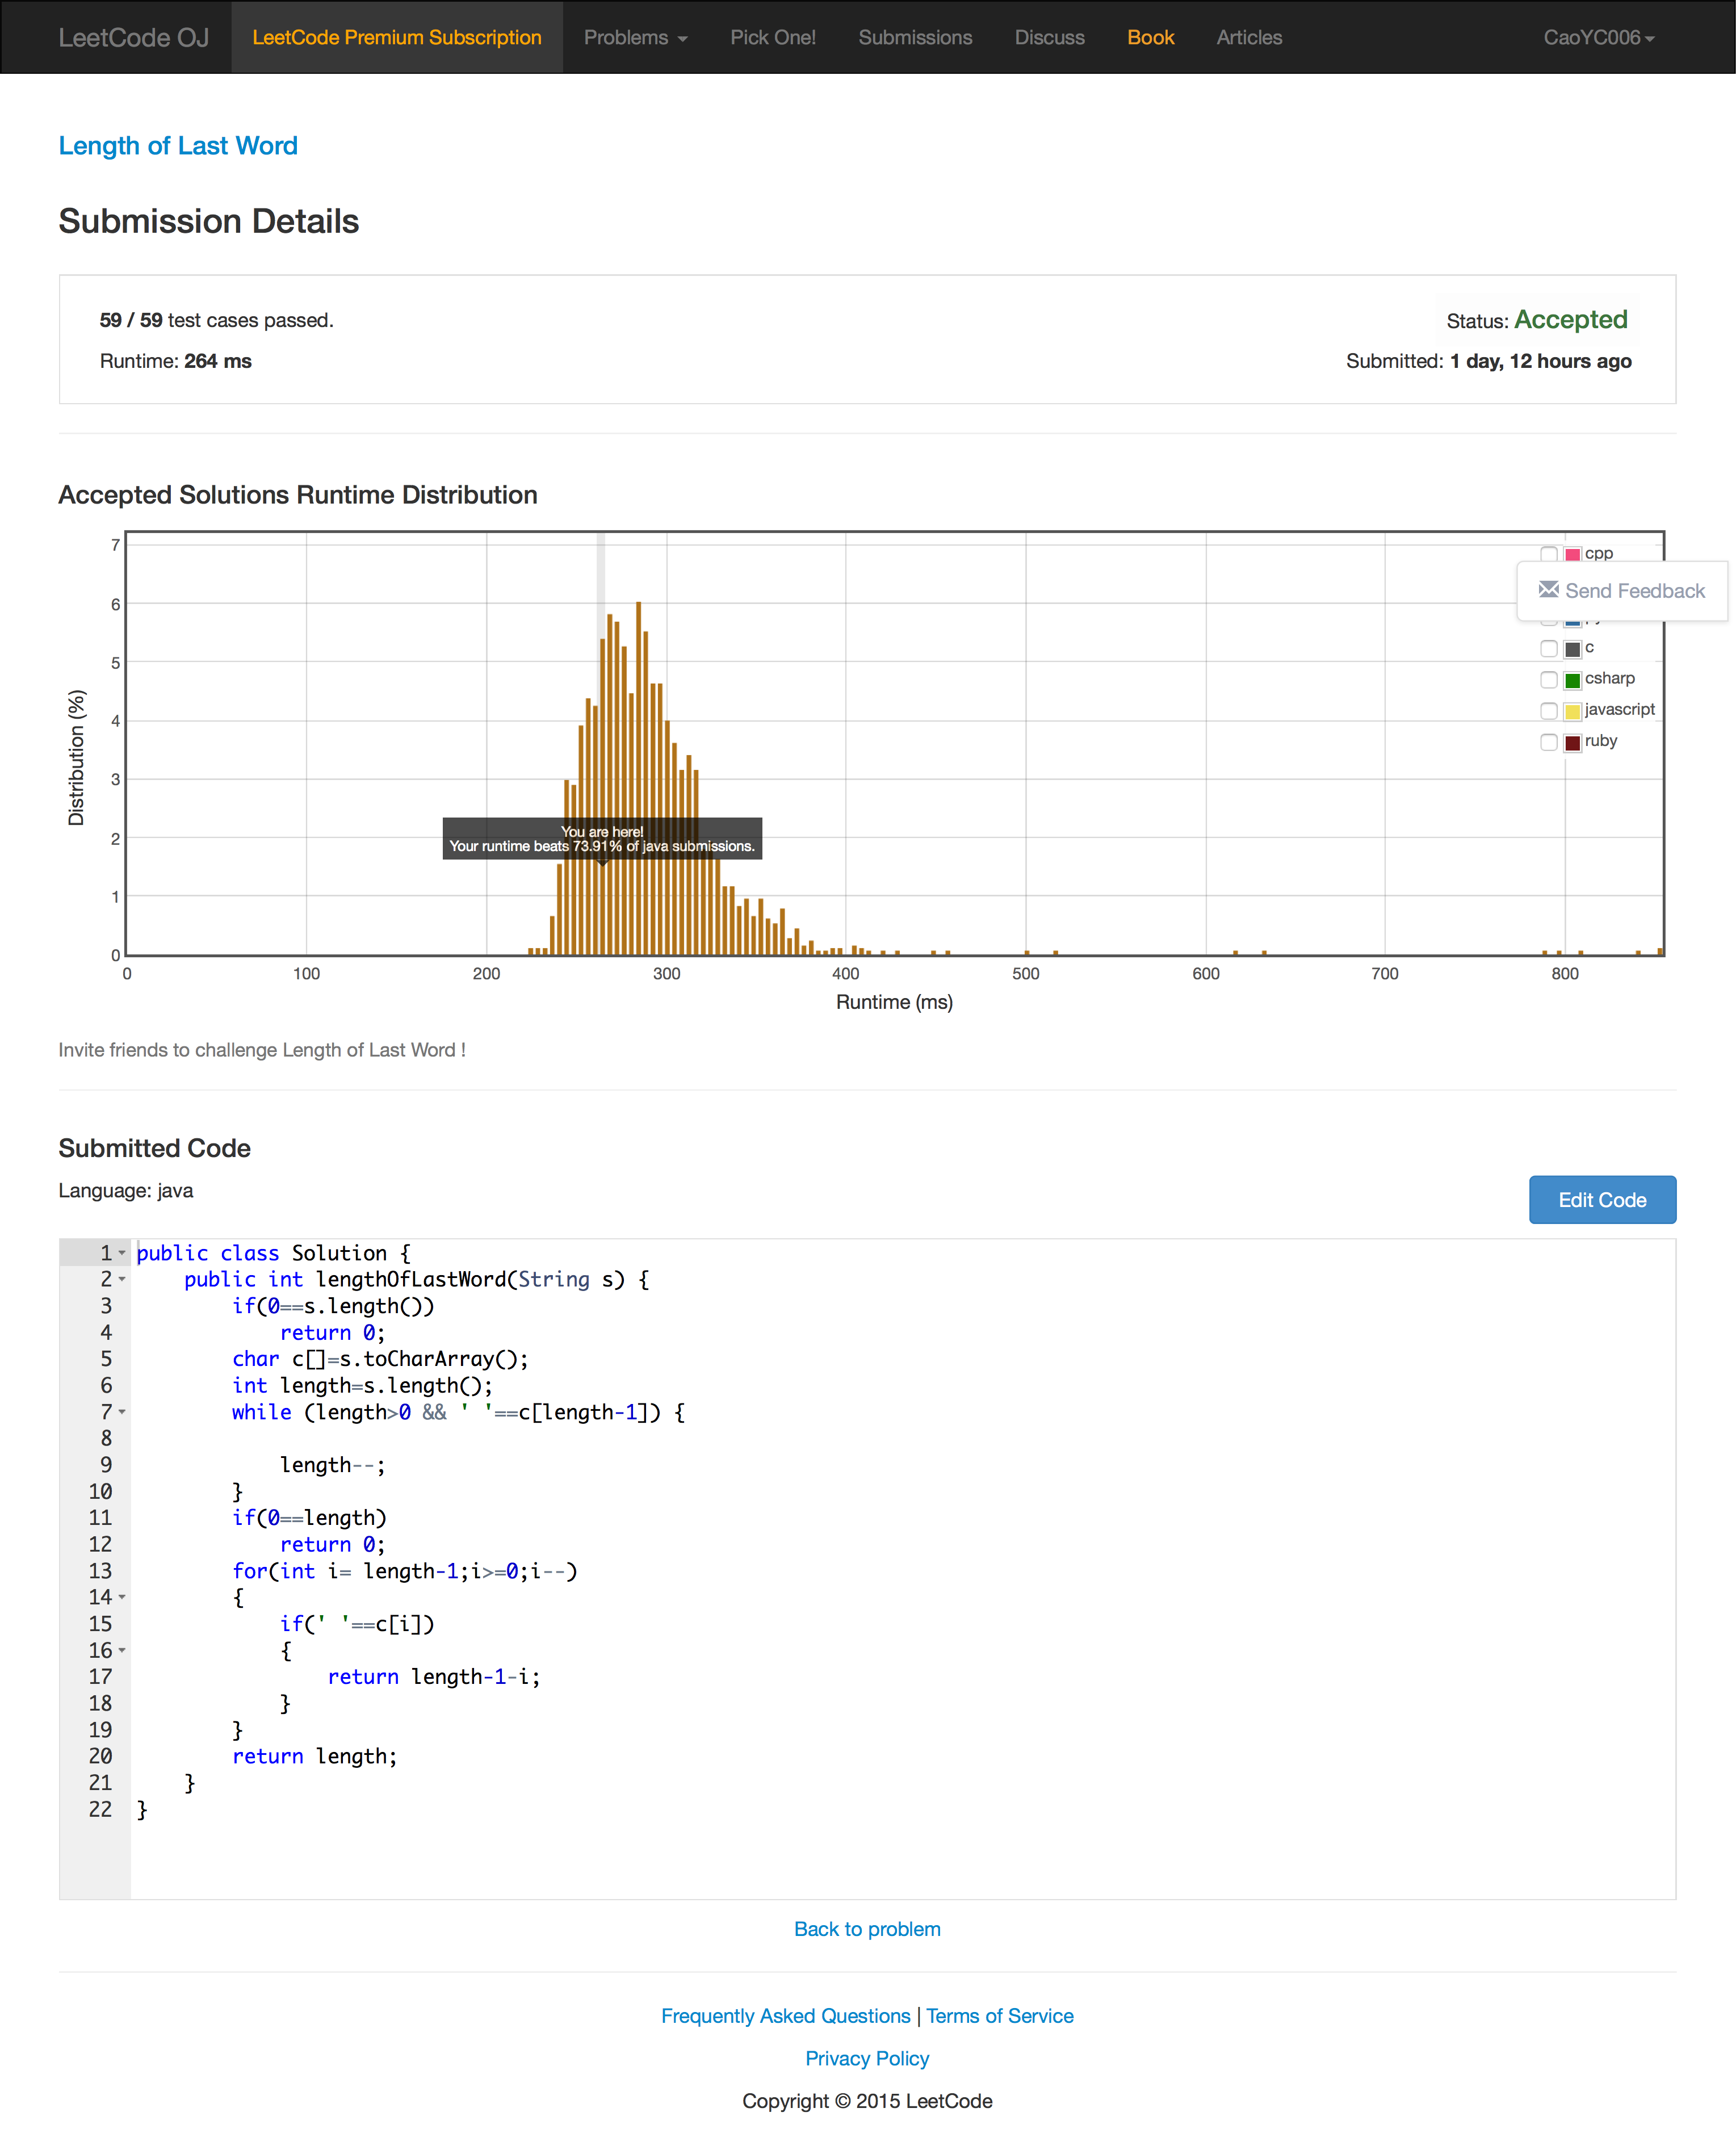 LeetCode OJ LeetCode Premium Subscription Problems Pick One! Submissions Discuss Book Articles CaoYC006
Length of Last Word
Submission Details
59 / 59 test cases passed. Status: Accepted
Runtime: 264 ms Submitted: 1 day, 12 hours ago
Accepted Solutions Runtime Distribution
7
6
5
4
3
2
1
0
Distribution (%)
cpp
Send Feedback
c
csharp
javascript
ruby
You are here!
Your runtime beats 73.91% of java submissions.
0 100 200 300 400 500 600 700 800
Runtime (ms)
Invite friends to challenge Length of Last Word !
Submitted Code
Language: java
Edit Code
1 public class Solution {
2     public int lengthOfLastWord(String s) {
3         if(0==s.length())
4             return 0;
5         char c[]=s.toCharArray();
6         int length=s.length();
7         while (length>0 && ' '==c[length-1]) {
8
9             length--;
10         }
11         if(0==length)
12             return 0;
13         for(int i= length-1;i>=0;i--)
14         {
15             if(' '==c[i])
16             {
17                 return length-1-i;
18             }
19         }
20         return length;
21     }
22 }
Back to problem
Frequently Asked Questions | Terms of Service
Privacy Policy
Copyright © 2015 LeetCode